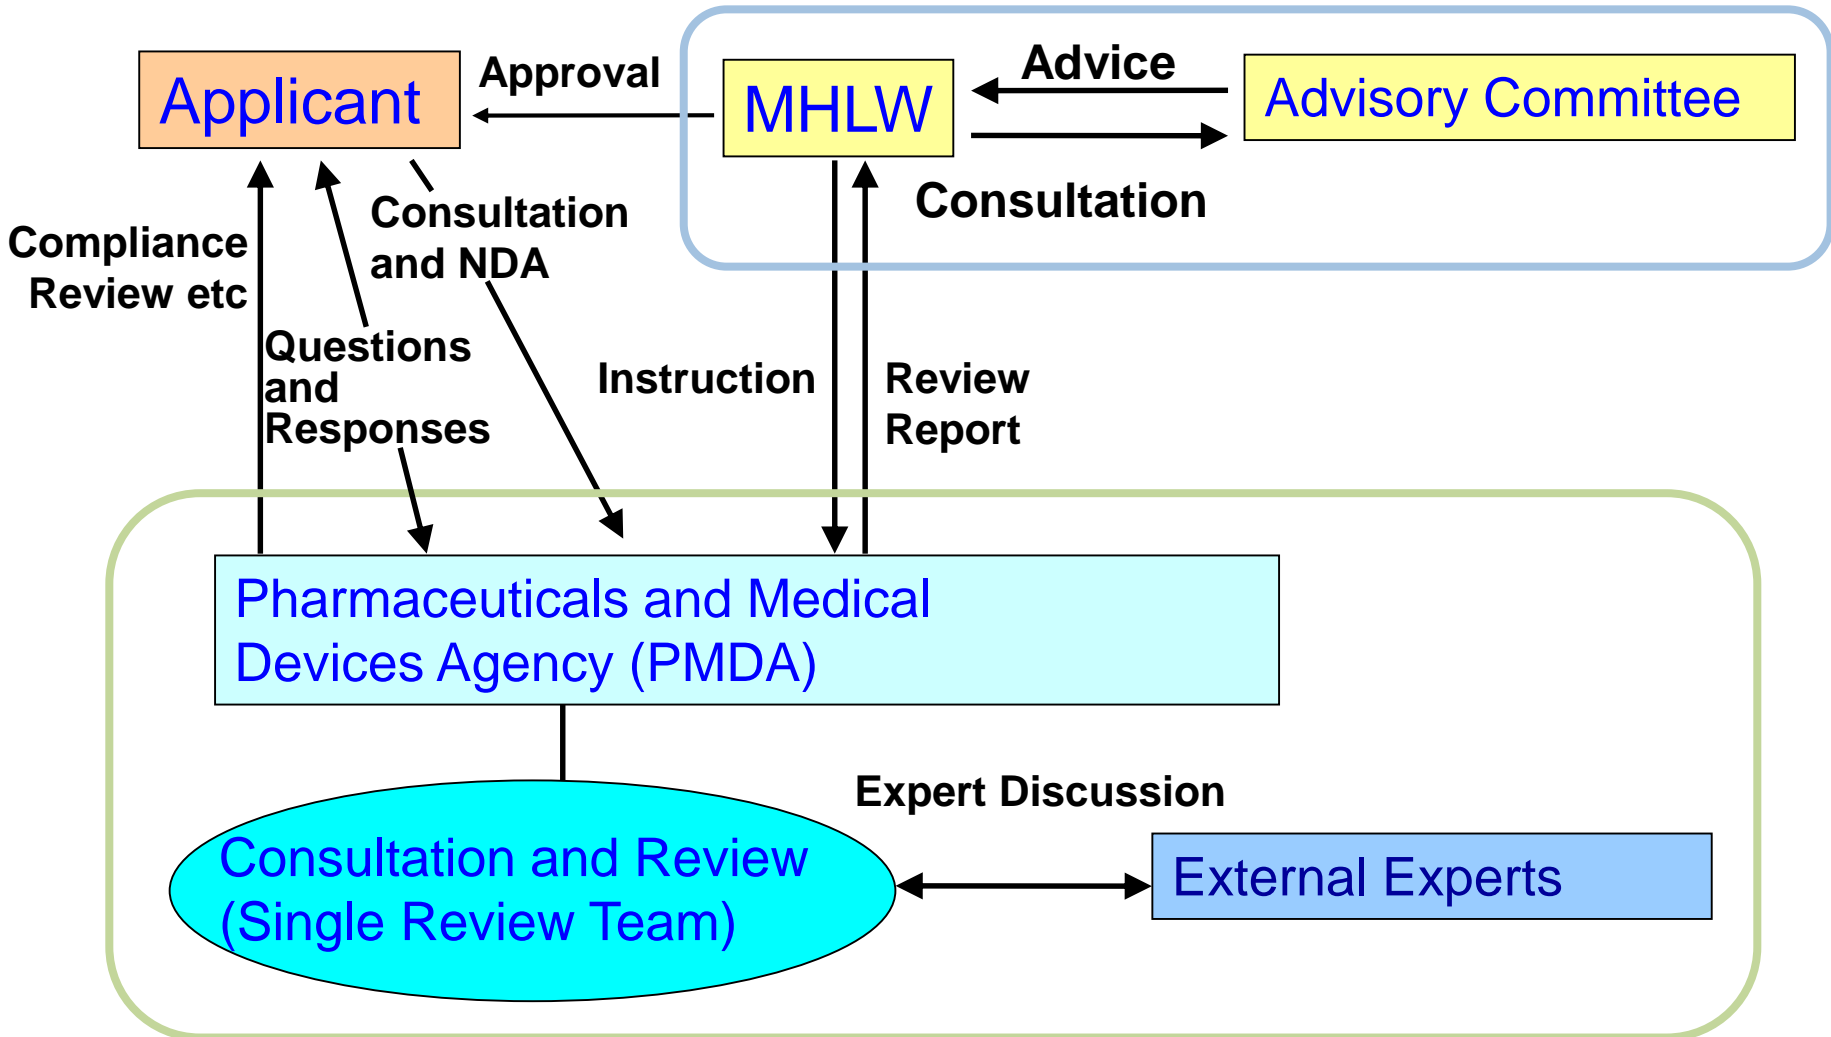 Applicant
Approval
MHLW
Advice
Advisory Committee
Consultation
Compliance
Review etc
Consultation
and NDA
Questions
and
Responses
Instruction
Review
Report
Pharmaceuticals and Medical
Devices Agency (PMDA)
Expert Discussion
Consultation and Review
(Single Review Team)
External Experts